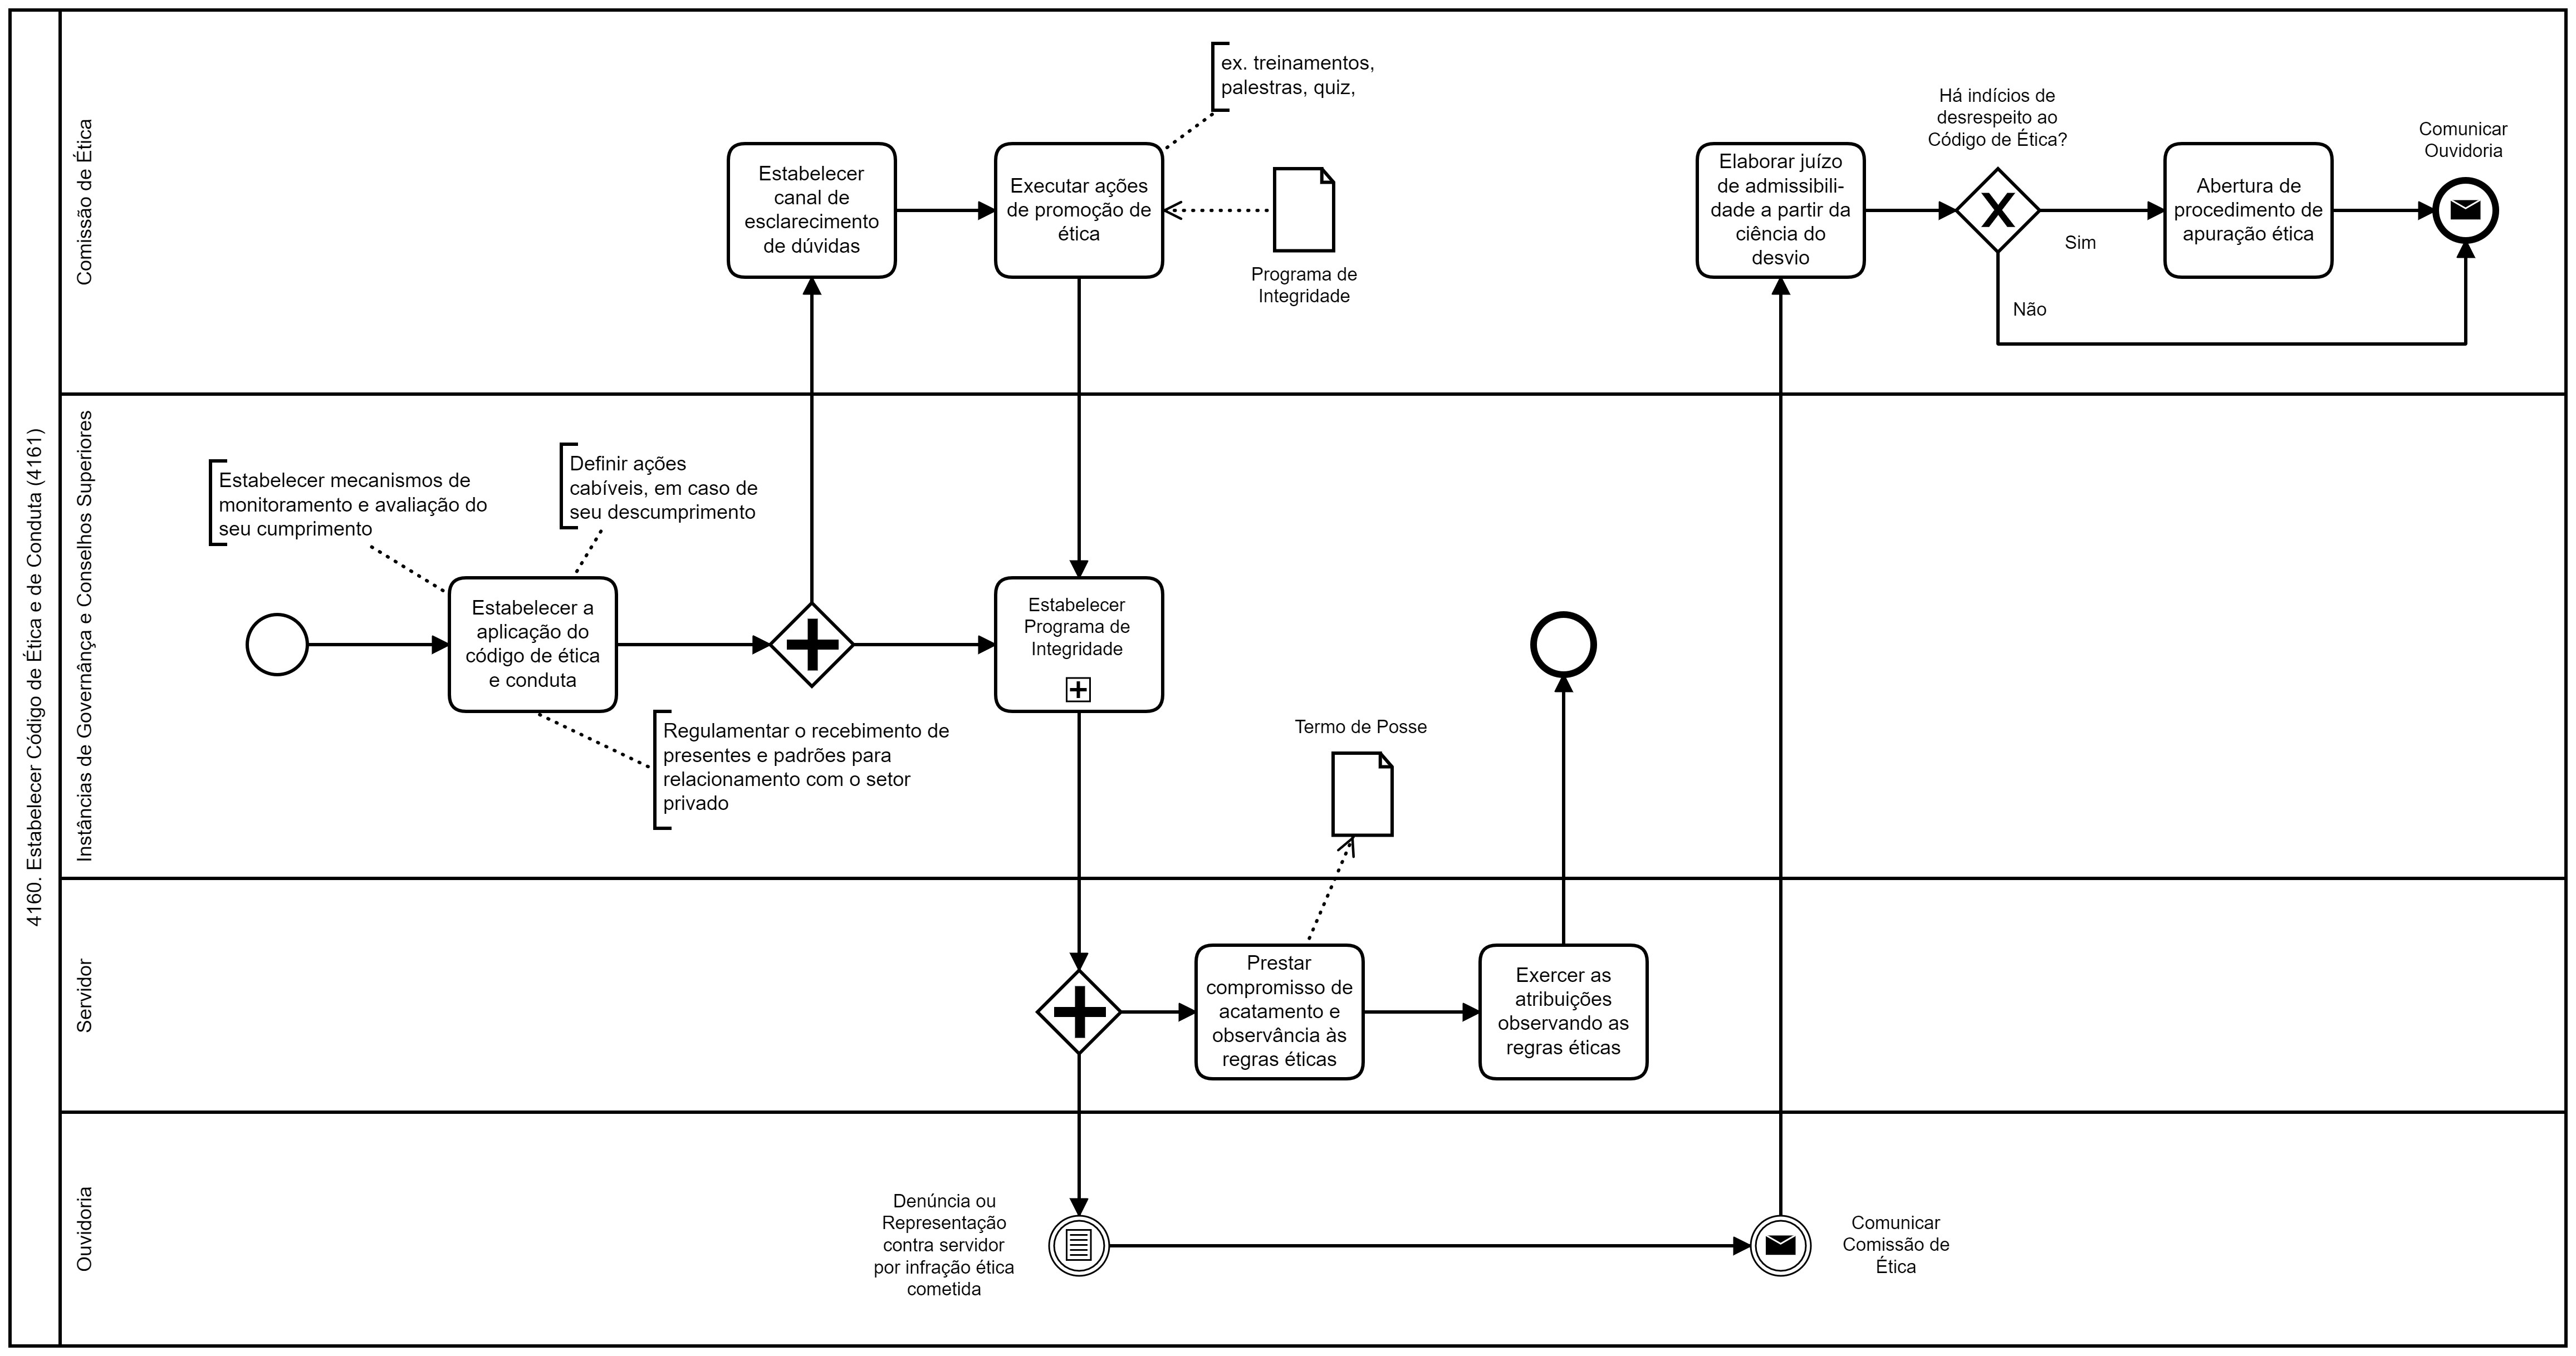 4160. Estabelecer Código de Ética e de Conduta (4161)
Comissão de Ética
ex. treinamentos,
palestras, quiz,
Estabelecer
canal de
esclarecimento
de dúvidas
Executar ações
de promoção de
ética
Programa de
Integridade
Elaborar juízo
de admissibili-
dade a partir da
ciência do
desvio
Há indícios de
desrespeito ao
Código de Ética?
Sim
Não
Abertura de
procedimento de
apuração ética
Comunicar
Ouvidoria
Instâncias de Governânça e Conselhos Superiores
Estabelecer mecanismos de
monitoramento e avaliação do
seu cumprimento
Definir ações
cabíveis, em caso de
seu descumprimento
Estabelecer a
aplicação do
código de ética
e conduta
Regulamentar o recebimento de
presentes e padrões para
relacionamento com o setor
privado
Estabelecer
Programa de
Integridade
Termo de Posse
Servidor
Prestar
compromisso de
acatamento e
observância às
regras éticas
Exercer as
atribuições
observando as
regras éticas
Ouvidoria
Denúncia ou
Representação
contra servidor
por infração ética
cometida
Comunicar
Comissão de
Ética